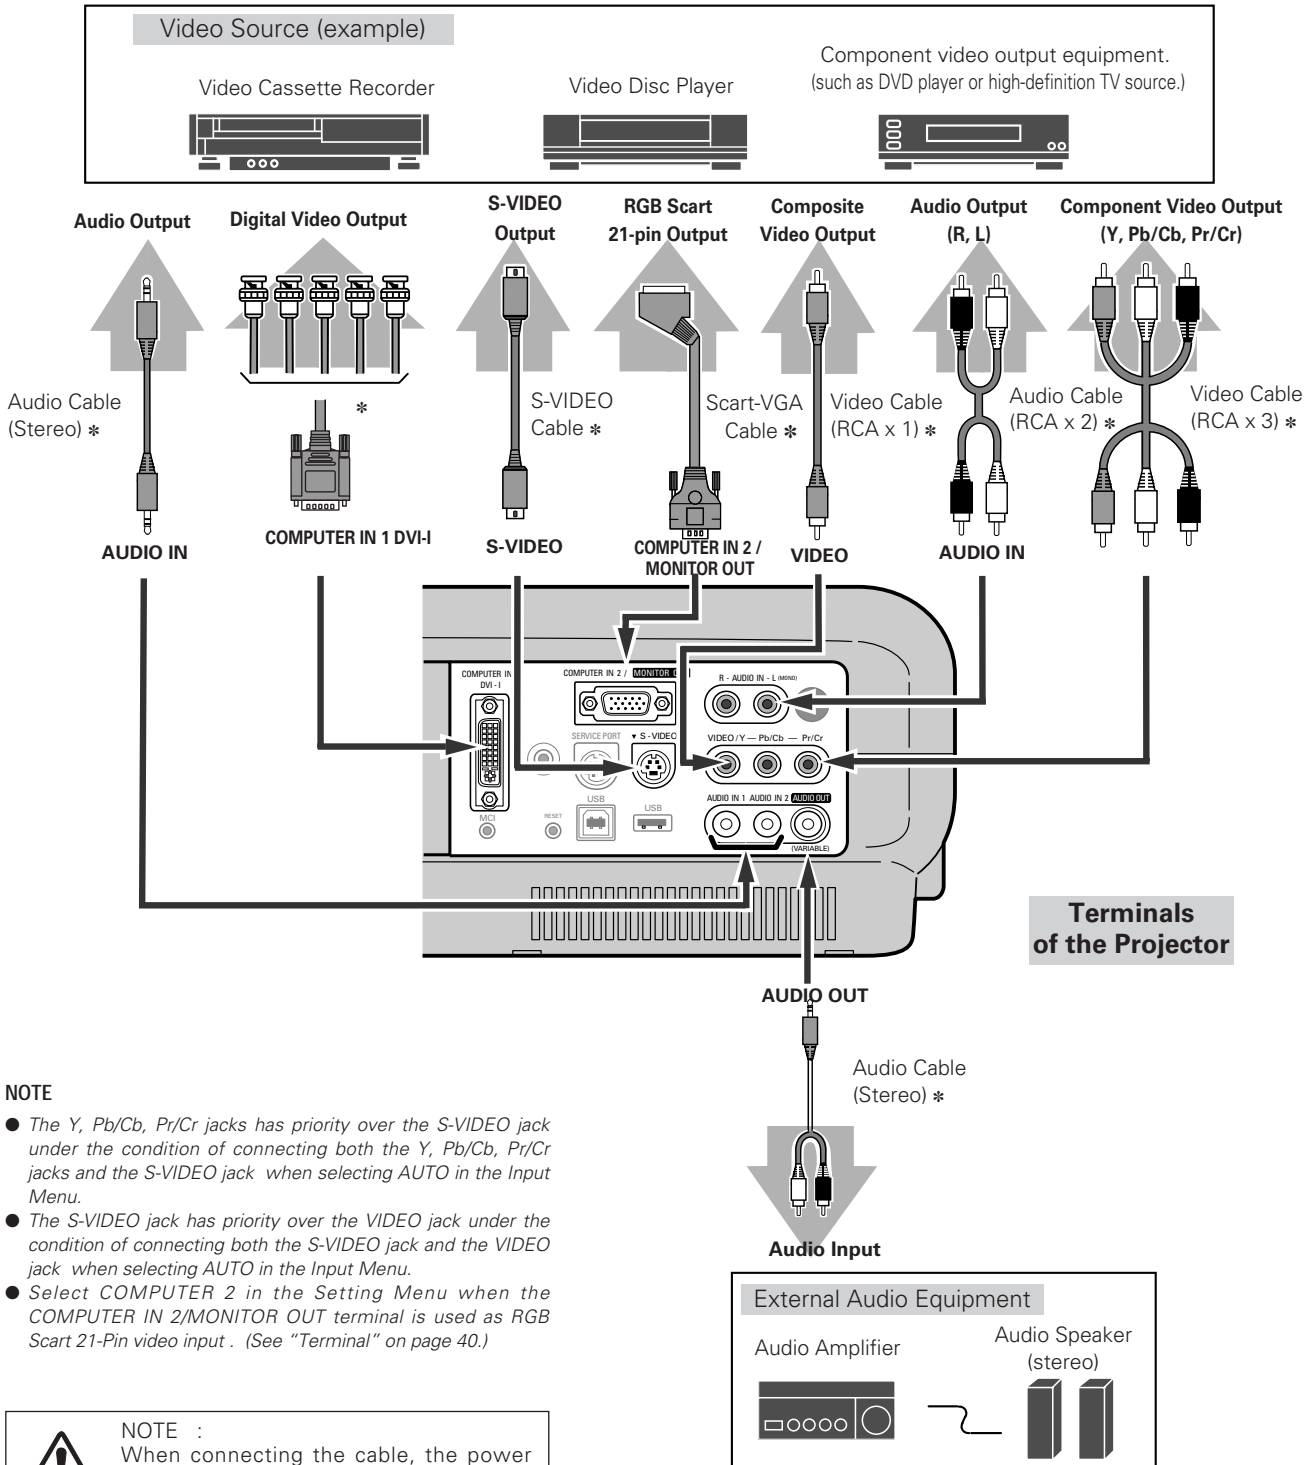 Video Source (example)
Video Cassette Recorder
Video Disc Player
Component video output equipment.
(such as DVD player or high-definition TV source.)
Audio Output
Digital Video Output
S-VIDEO
Output
RGB Scart
21-pin Output
Composite
Video Output
Audio Output
(R, L)
Component Video Output
(Y, Pb/Cb, Pr/Cr)
Audio Cable
(Stereo) ✻
✻
S-VIDEO
Cable ✻
Scart-VGA
Cable ✻
Video Cable
(RCA x 1) ✻
Audio Cable
(RCA x 2) ✻
Video Cable
(RCA x 3) ✻
AUDIO IN
COMPUTER IN 1 DVI-I
S-VIDEO
COMPUTER IN 2 /
MONITOR OUT
VIDEO
AUDIO IN
COMPUTER IN
DVI - I
COMPUTER IN 2 / MONITOR OUT
R - AUDIO IN - L (MONO)
SERVICE PORT
▼ S - VIDEO
VIDEO / Y — Pb/Cb — Pr/Cr
USB
USB
MCI
RESET
AUDIO IN 1 AUDIO IN 2 AUDIO OUT
(VARIABLE)
Terminals
of the Projector
AUDIO OUT
Audio Cable
(Stereo) ✻
Audio Input
External Audio Equipment
Audio Amplifier
Audio Speaker
(stereo)
NOTE
● The Y, Pb/Cb, Pr/Cr jacks has priority over the S-VIDEO jack
under the condition of connecting both the Y, Pb/Cb, Pr/Cr
jacks and the S-VIDEO jack when selecting AUTO in the Input
Menu.
● The S-VIDEO jack has priority over the VIDEO jack under the
condition of connecting both the S-VIDEO jack and the VIDEO
jack when selecting AUTO in the Input Menu.
● Select COMPUTER 2 in the Setting Menu when the
COMPUTER IN 2/MONITOR OUT terminal is used as RGB
Scart 21-Pin video input . (See “Terminal” on page 40.)
NOTE :
When connecting the cable, the power